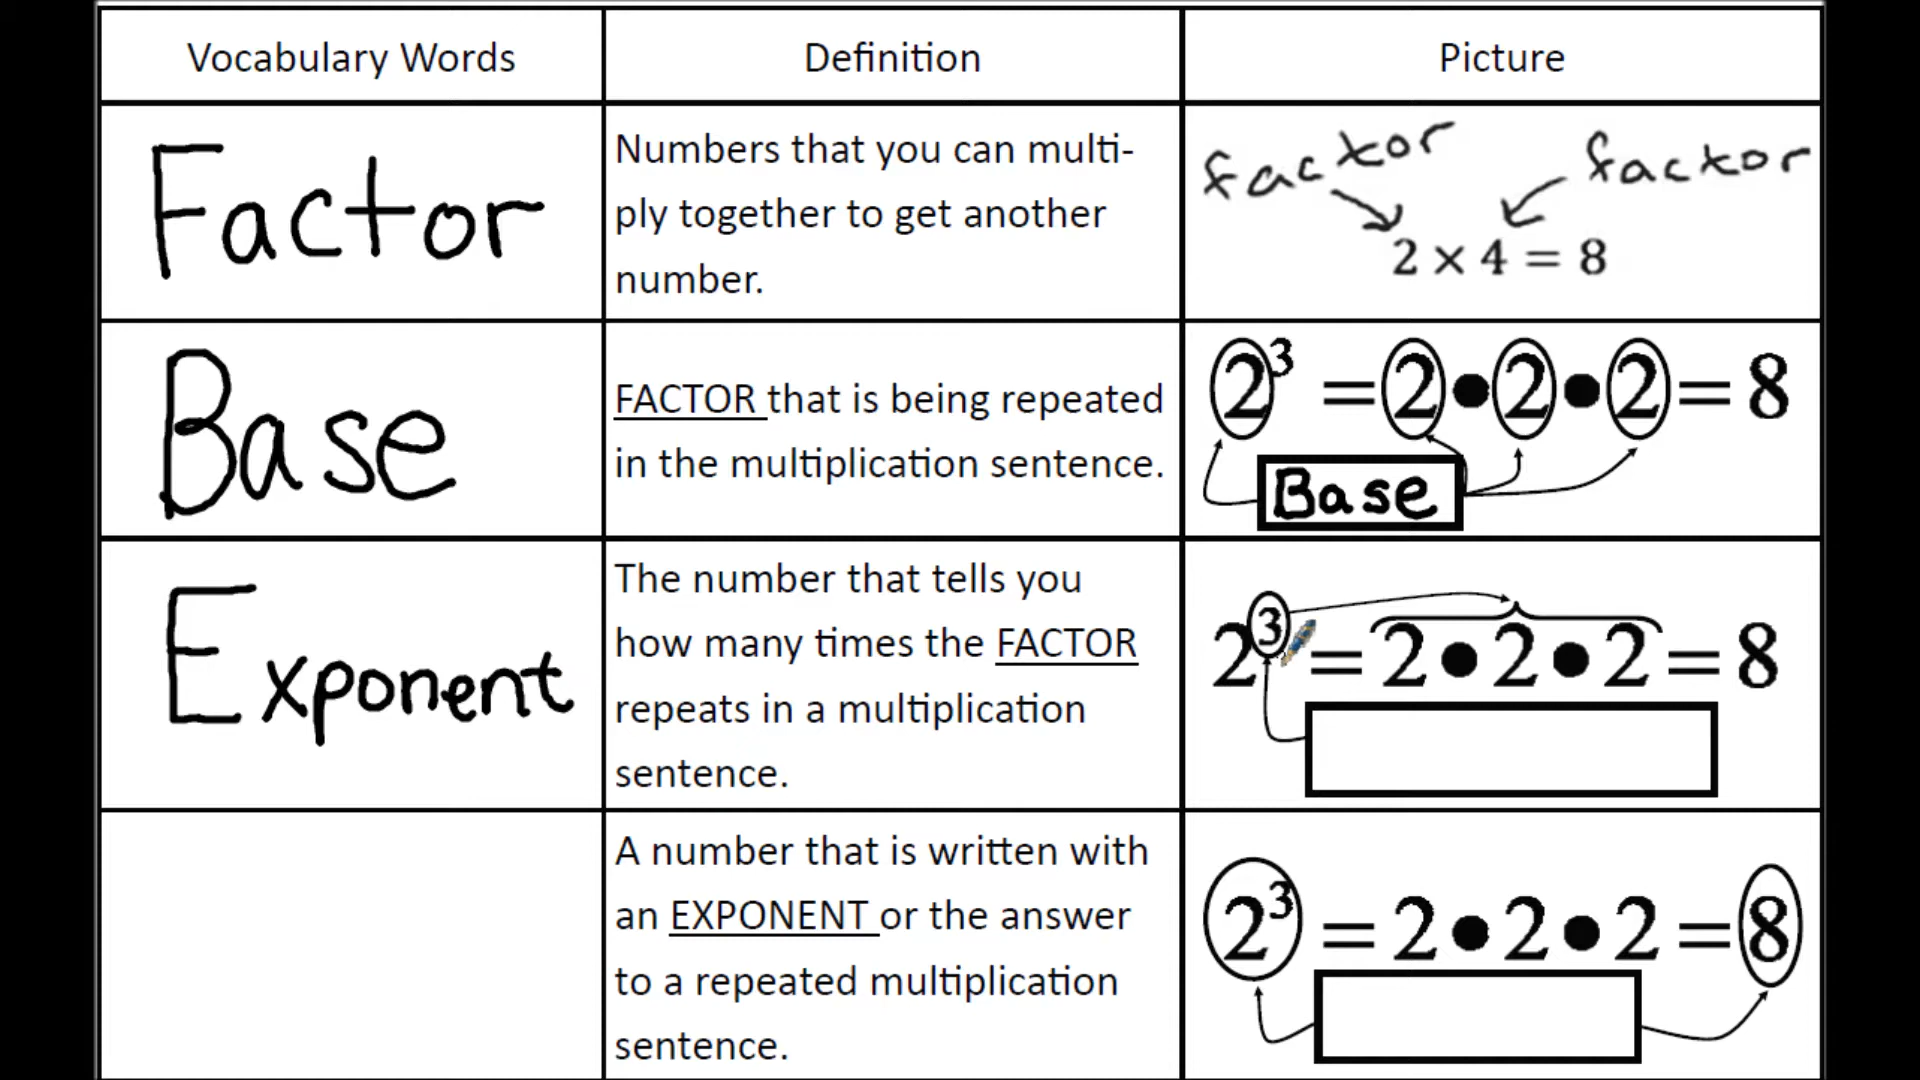 Vocabulary Words
Definition
Picture
Factor
Numbers that you can multi-
ply together to get another
number.
factor
factor
2 × 4 = 8
Base
FACTOR that is being repeated
in the multiplication sentence.
2³ = 2 • 2 • 2 = 8
Base
Exponent
The number that tells you
how many times the FACTOR
repeats in a multiplication
sentence.
2³ = 2 • 2 • 2 = 8
A number that is written with
an EXPONENT or the answer
to a repeated multiplication
sentence.
2³ = 2 • 2 • 2 = 8